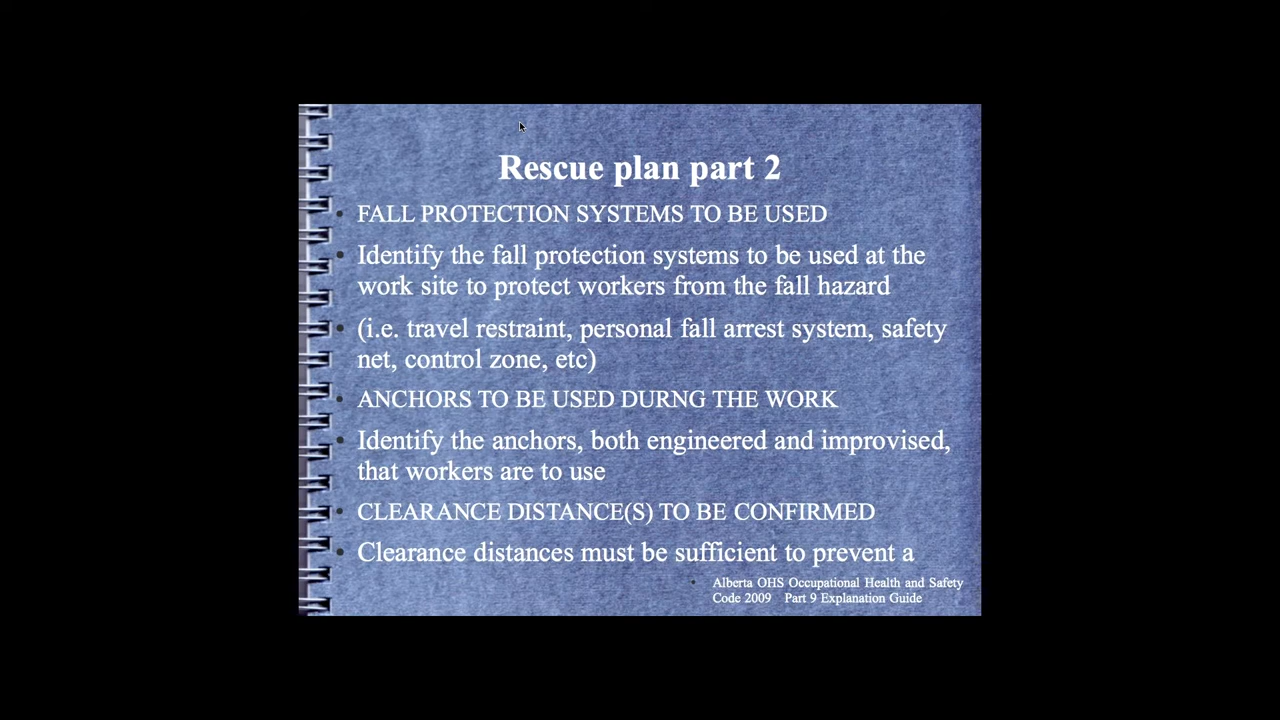 Rescue plan part 2
FALL PROTECTION SYSTEMS TO BE USED
Identify the fall protection systems to be used at the
work site to protect workers from the fall hazard
(i.e. travel restraint, personal fall arrest system, safety
net, control zone, etc)
ANCHORS TO BE USED DURNG THE WORK
Identify the anchors, both engineered and improvised,
that workers are to use
CLEARANCE DISTANCE(S) TO BE CONFIRMED
Clearance distances must be sufficient to prevent a
Alberta OHS Occupational Health and Safety
Code 2009 Part 9 Explanation Guide